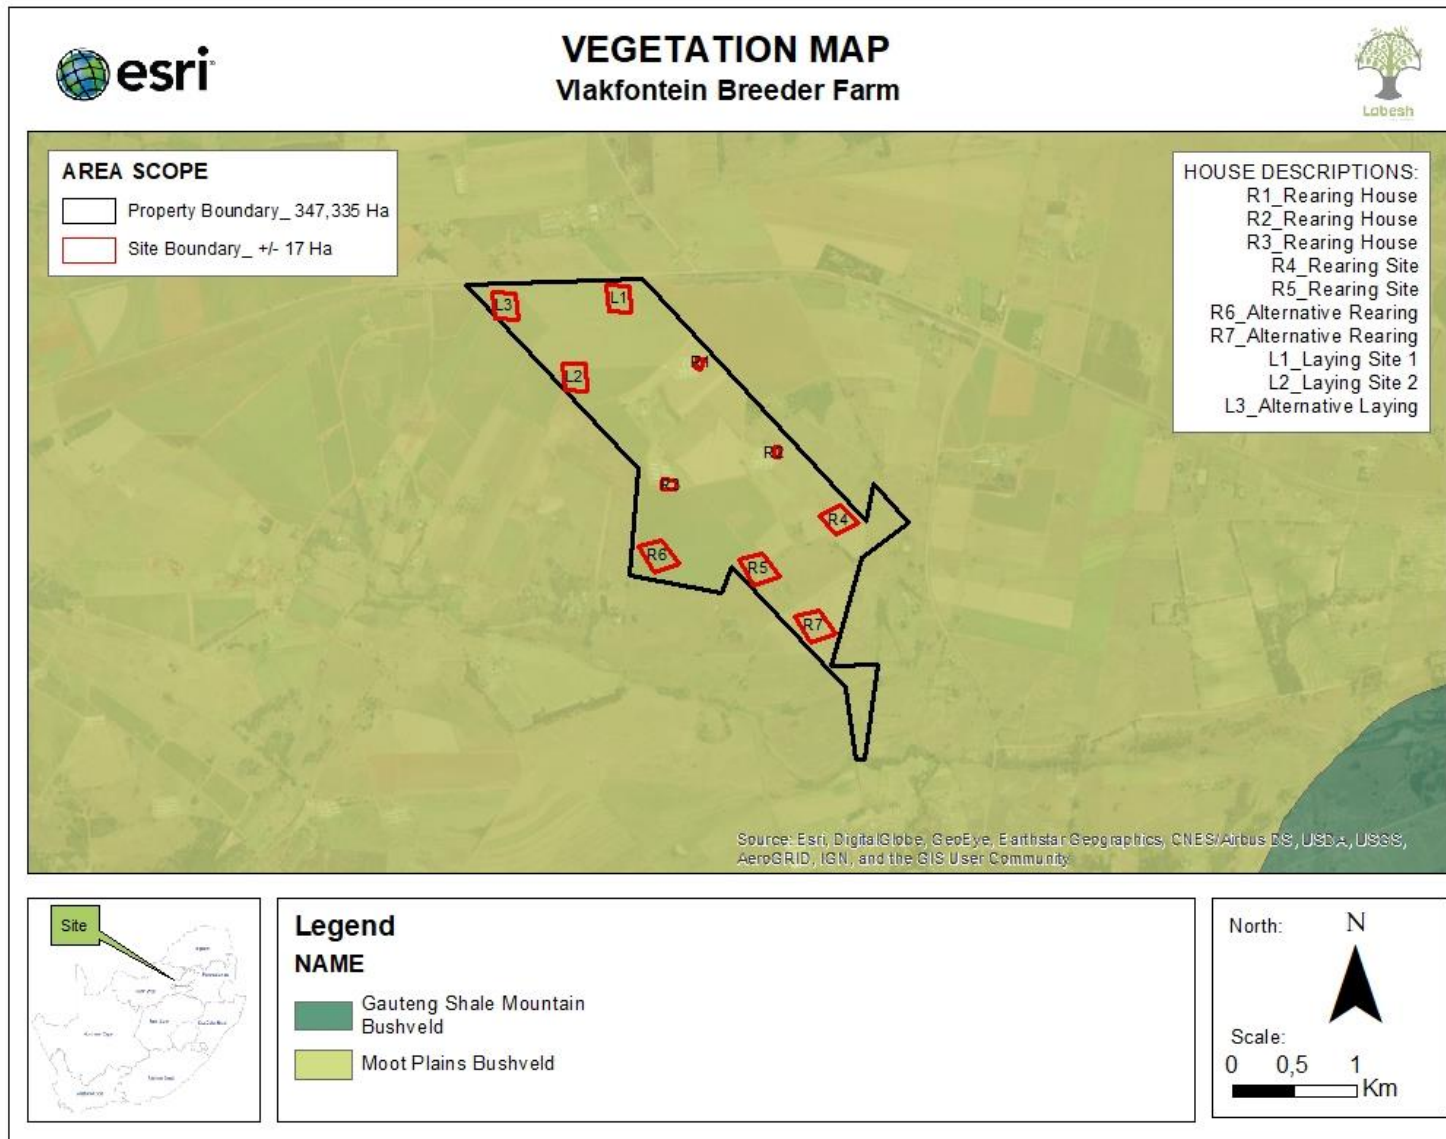 esri
VEGETATION MAP
Vlakfontein Breeder Farm
Labesh
AREA SCOPE
Property Boundary_ 347,335 Ha
Site Boundary_ +/- 17 Ha
HOUSE DESCRIPTIONS:
R1_Rearing House
R2_Rearing House
R3_Rearing House
R4_Rearing Site
R5_Rearing Site
R6_Alternative Rearing
R7_Alternative Rearing
L1_Laying Site 1
L2_Laying Site 2
L3_Alternative Laying
L3
L1
R1
L2
R2
R3
R4
R6
R5
R7
Source: Esri, DigitalGlobe, GeoEye, Earthstar Geographics, CNES/Airbus DS, USDA, USGS,
AeroGRID, IGN, and the GIS User Community
Site
Legend
NAME
Gauteng Shale Mountain
Bushveld
Moot Plains Bushveld
North:
N
Scale:
0 0,5 1
Km